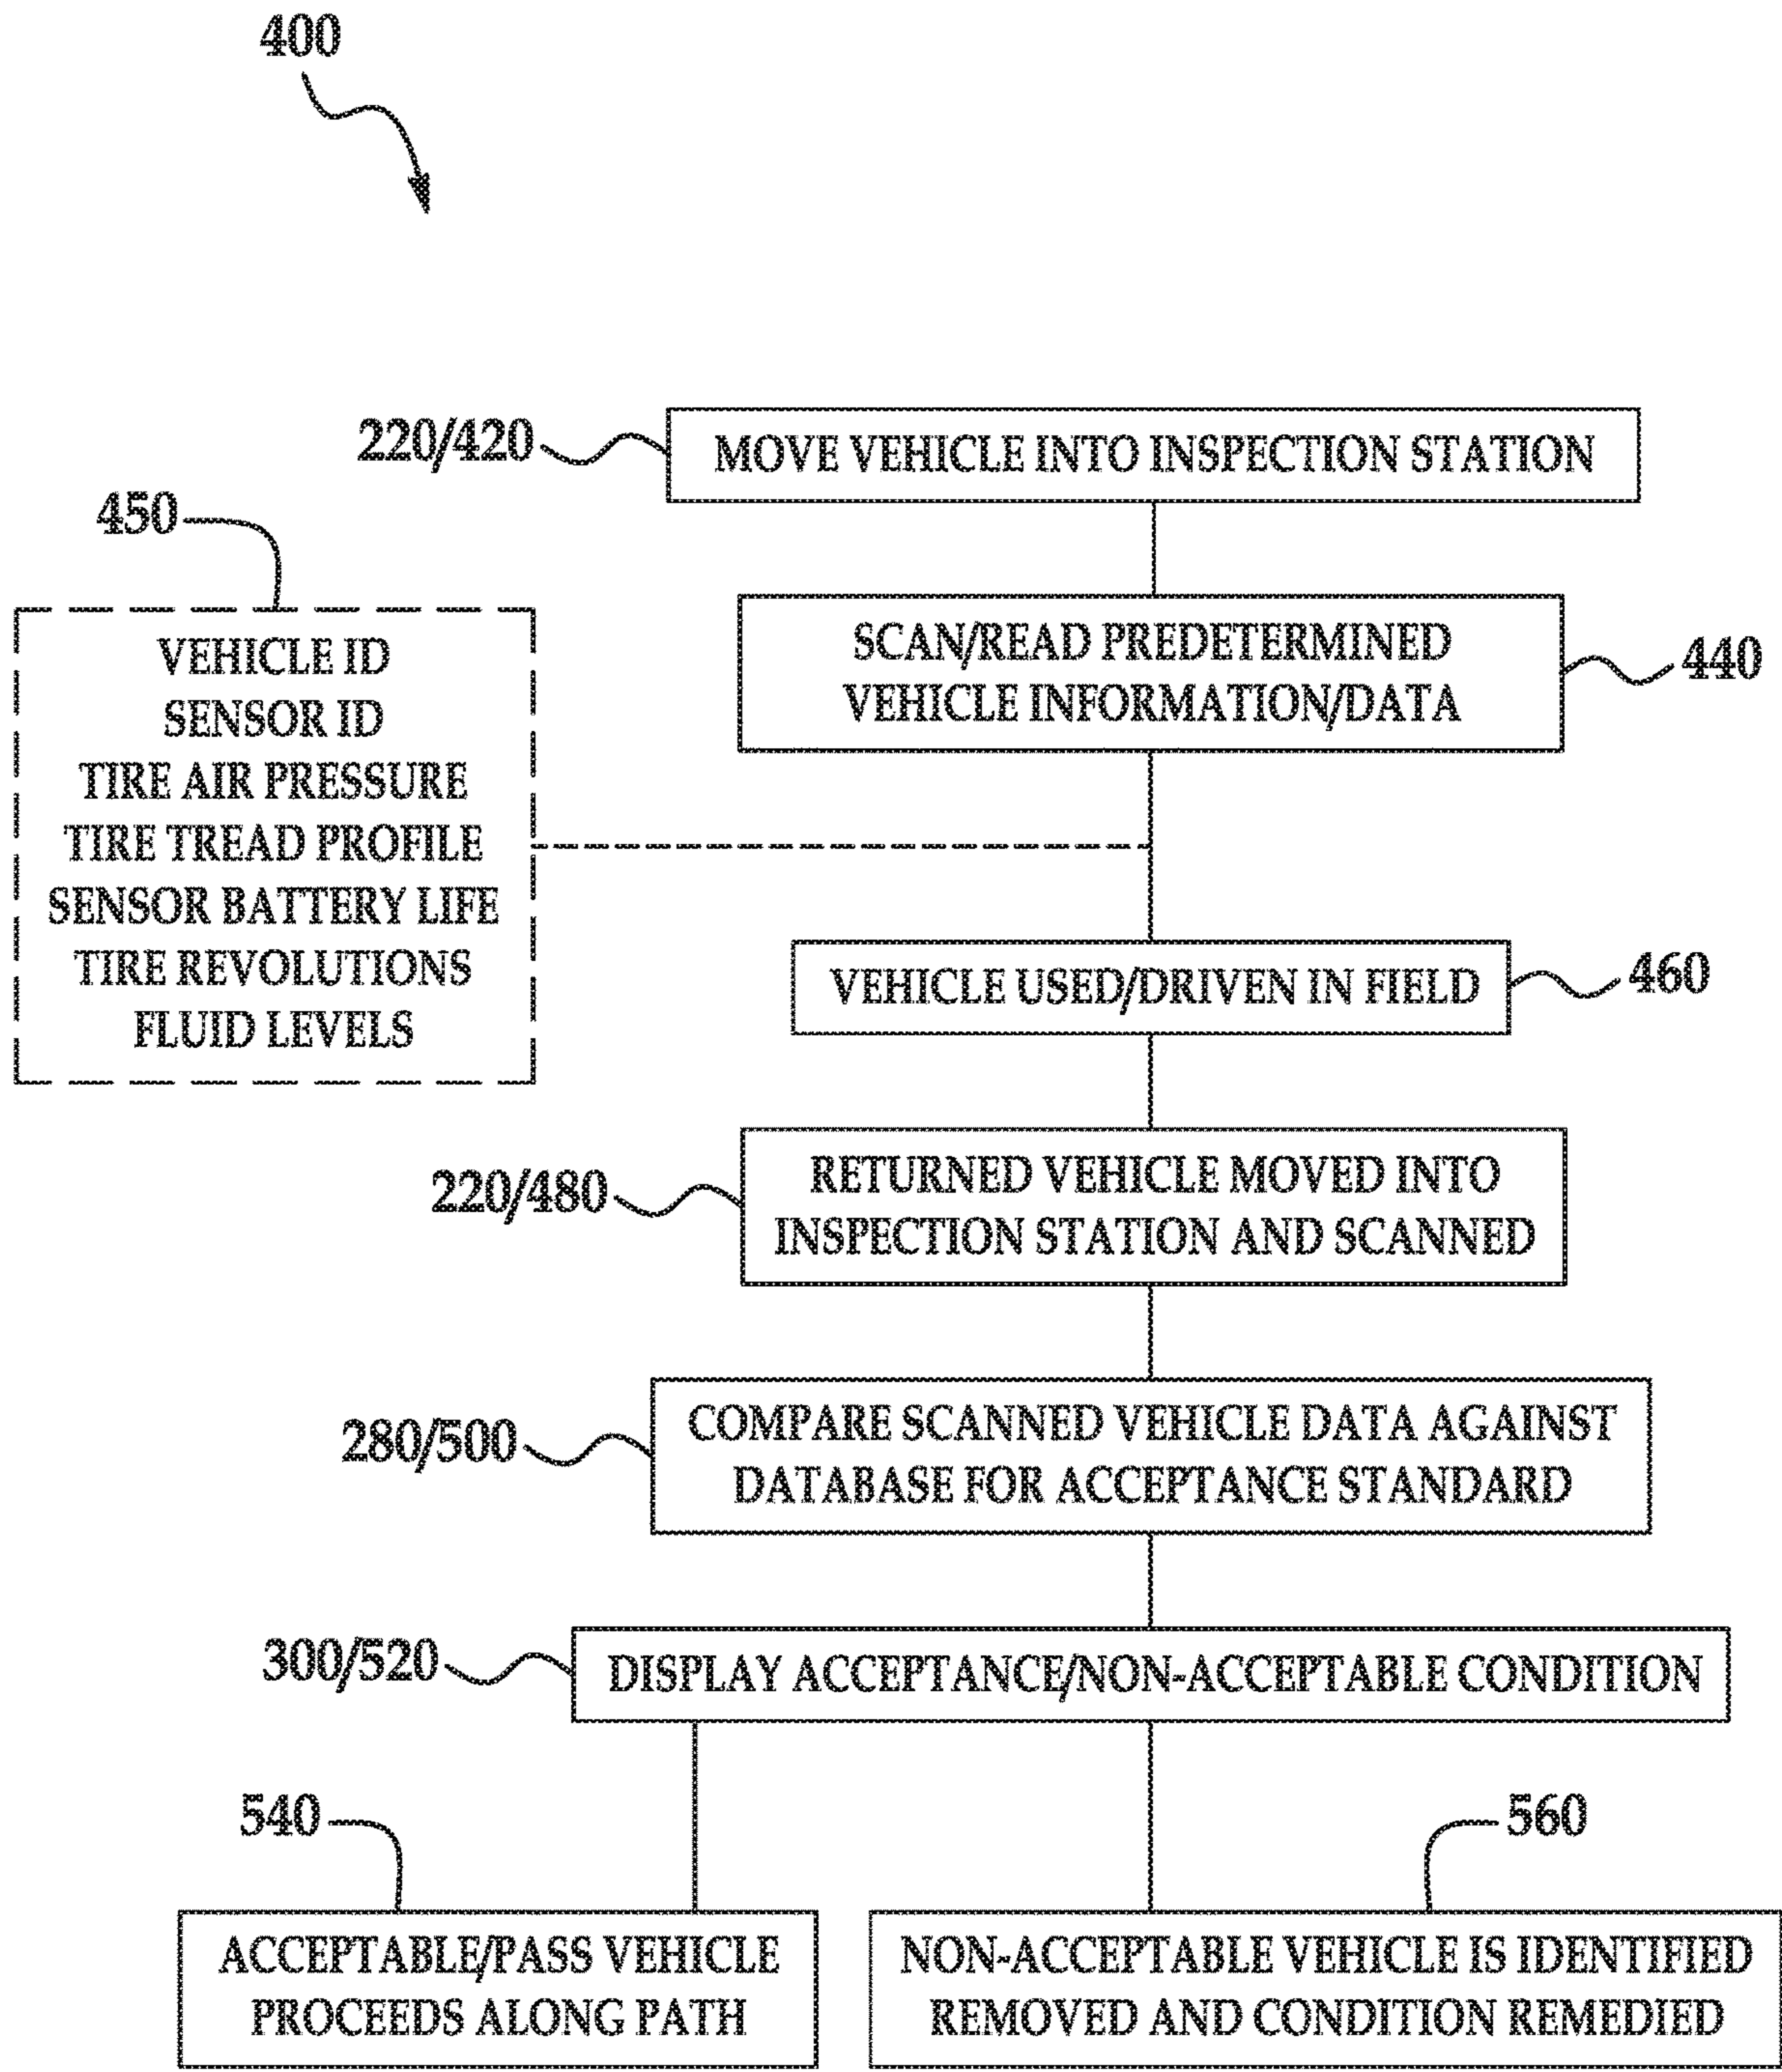 400
220/420
MOVE VEHICLE INTO INSPECTION STATION
450
VEHICLE ID
SENSOR ID
TIRE AIR PRESSURE
TIRE TREAD PROFILE
SENSOR BATTERY LIFE
TIRE REVOLUTIONS
FLUID LEVELS
SCAN/READ PREDETERMINED
VEHICLE INFORMATION/DATA
440
VEHICLE USED/DRIVEN IN FIELD
460
220/480
RETURNED VEHICLE MOVED INTO
INSPECTION STATION AND SCANNED
280/500
COMPARE SCANNED VEHICLE DATA AGAINST
DATABASE FOR ACCEPTANCE STANDARD
300/520
DISPLAY ACCEPTANCE/NON-ACCEPTABLE CONDITION
540
ACCEPTABLE/PASS VEHICLE
PROCEEDS ALONG PATH
560
NON-ACCEPTABLE VEHICLE IS IDENTIFIED
REMOVED AND CONDITION REMEDIED